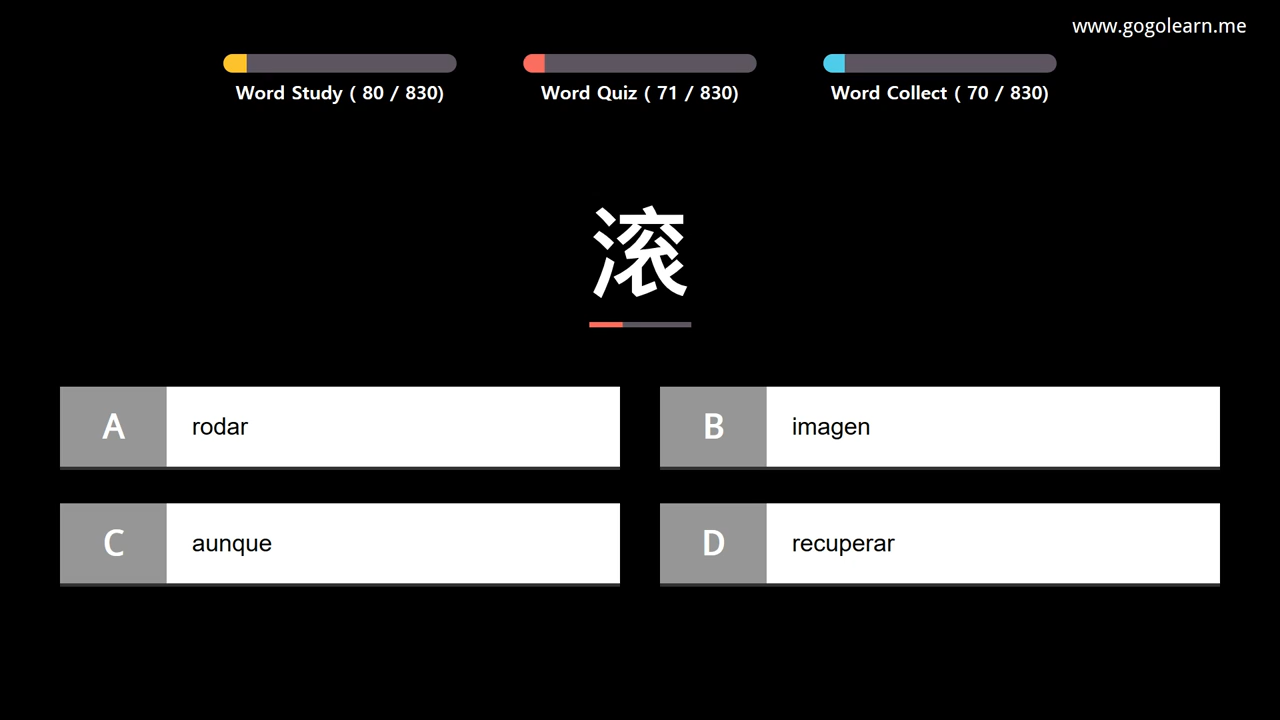 www.gogolearn.me
Word Study ( 80 / 830)
Word Quiz ( 71 / 830)
Word Collect ( 70 / 830)
滚
A rodar
B imagen
C aunque
D recuperar